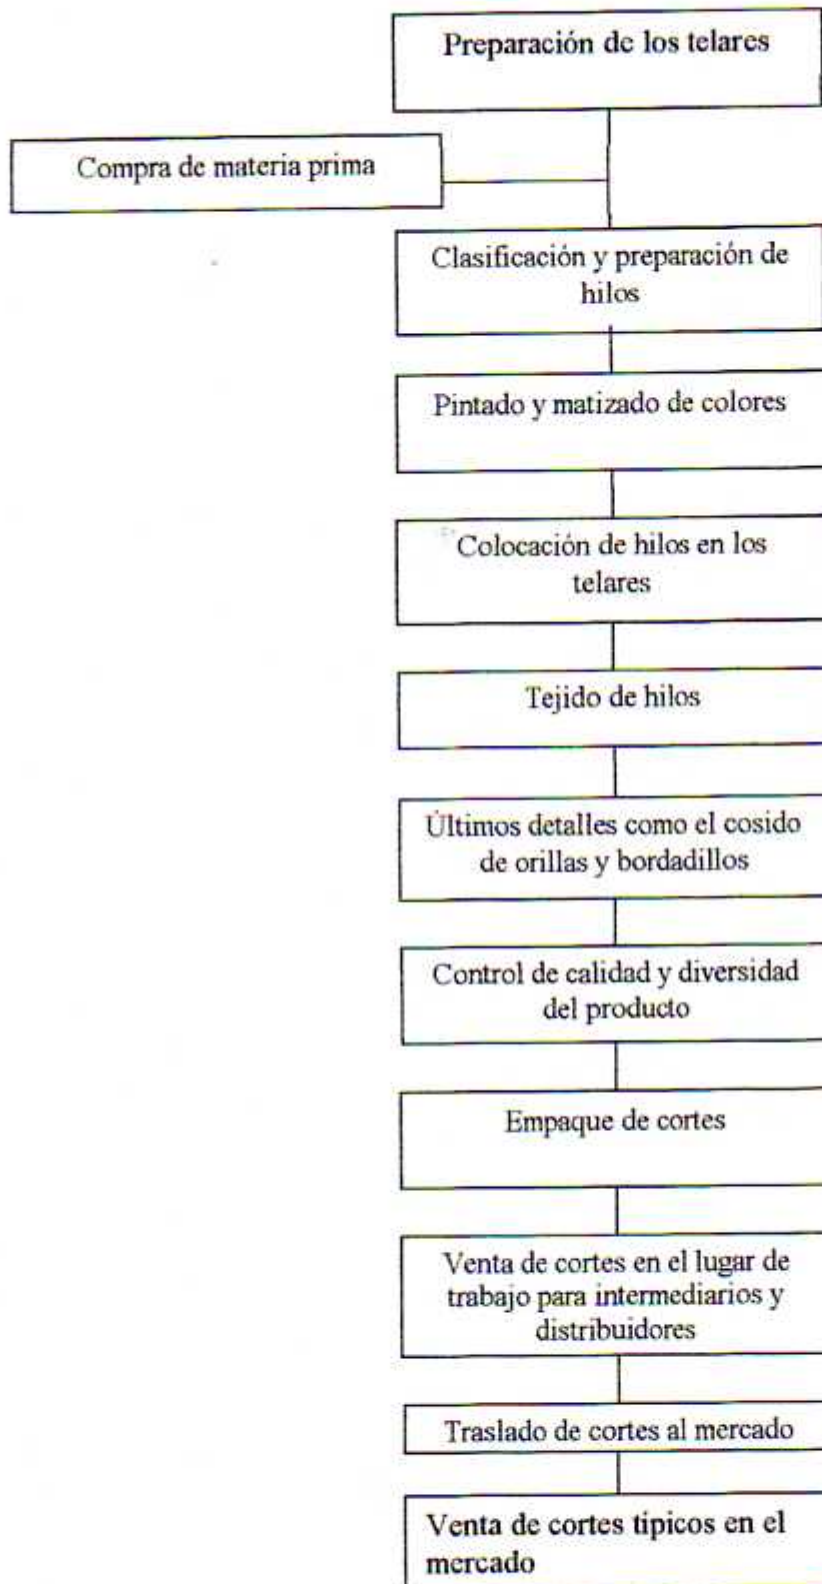 Preparación de los telares
Compra de materia prima
Clasificación y preparación de
hilos
Pintado y matizado de colores
Colocación de hilos en los
telares
Tejido de hilos
Últimos detalles como el cosido
de orillas y bordadillos
Control de calidad y diversidad
del producto
Empaque de cortes
Venta de cortes en el lugar de
trabajo para intermediarios y
distribuidores
Traslado de cortes al mercado
Venta de cortes tipicos en el
mercado